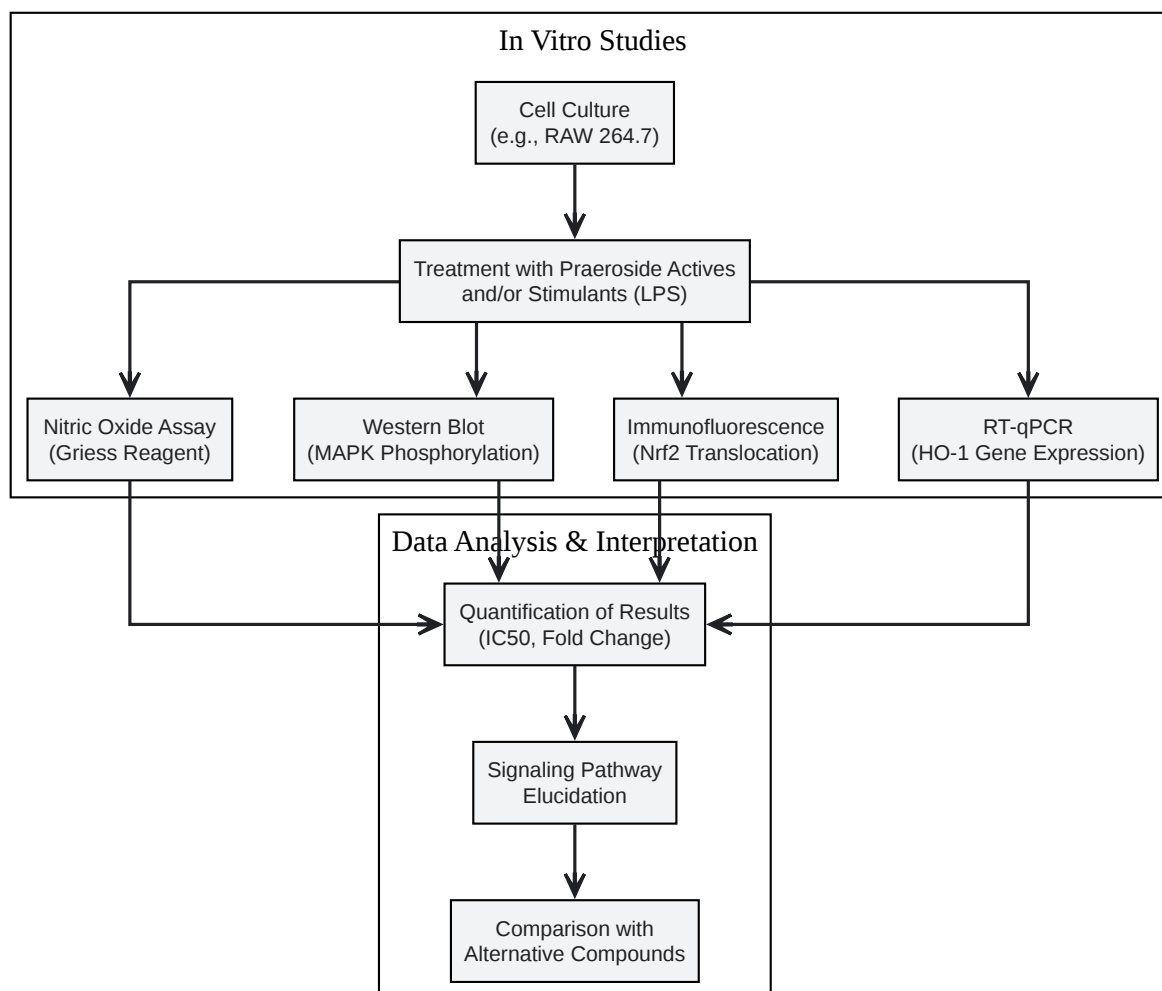 In Vitro Studies
Cell Culture
(e.g., RAW 264.7)
Treatment with Praeroside Actives
and/or Stimulants (LPS)
Nitric Oxide Assay
(Griess Reagent)
Western Blot
(MAPK Phosphorylation)
Immunofluorescence
(Nrf2 Translocation)
RT-qPCR
(HO-1 Gene Expression)
Data Analysis & Interpretation
Quantification of Results
(IC50, Fold Change)
Signaling Pathway
Elucidation
Comparison with
Alternative Compounds